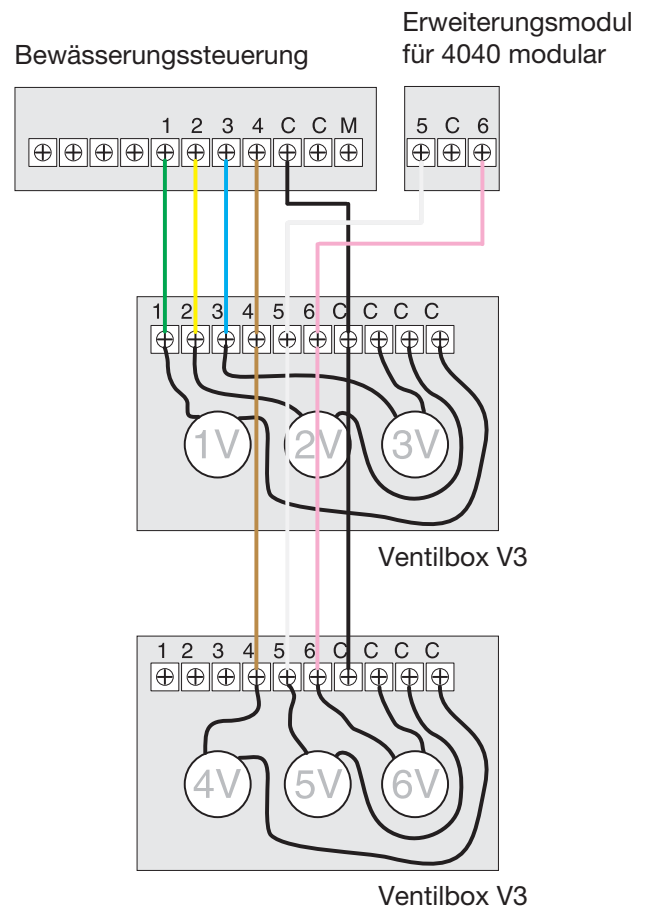 Erweiterungsmodul
für 4040 modular
Bewässerungssteuerung
1 2 3 4 C C M
5 C 6
1 2 3 4 5 6 C C C C
1V 2V 3V
Ventilbox V3
1 2 3 4 5 6 C C C C
4V 5V 6V
Ventilbox V3